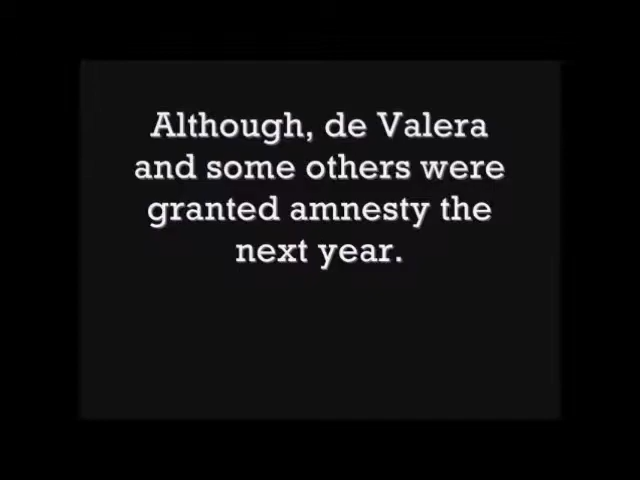 Although, de Valera
and some others were
granted amnesty the
next year.